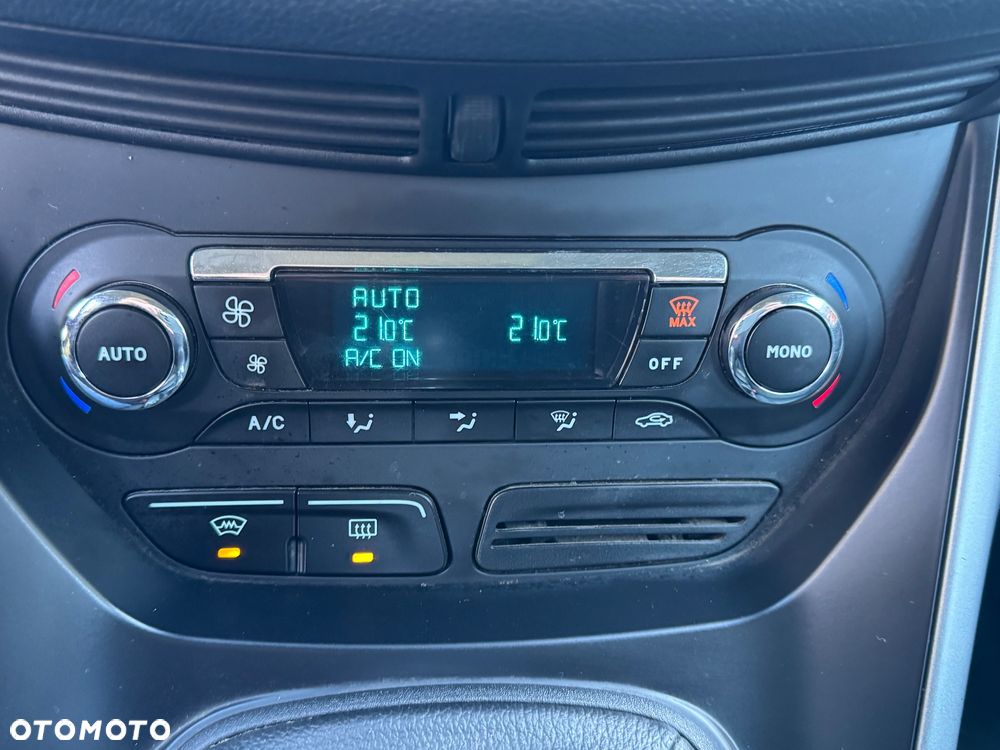 AUTO
21.0°C 21.0°C
A/C ON
MAX
AUTO
MONO
OFF
A/C
OTOMOTO